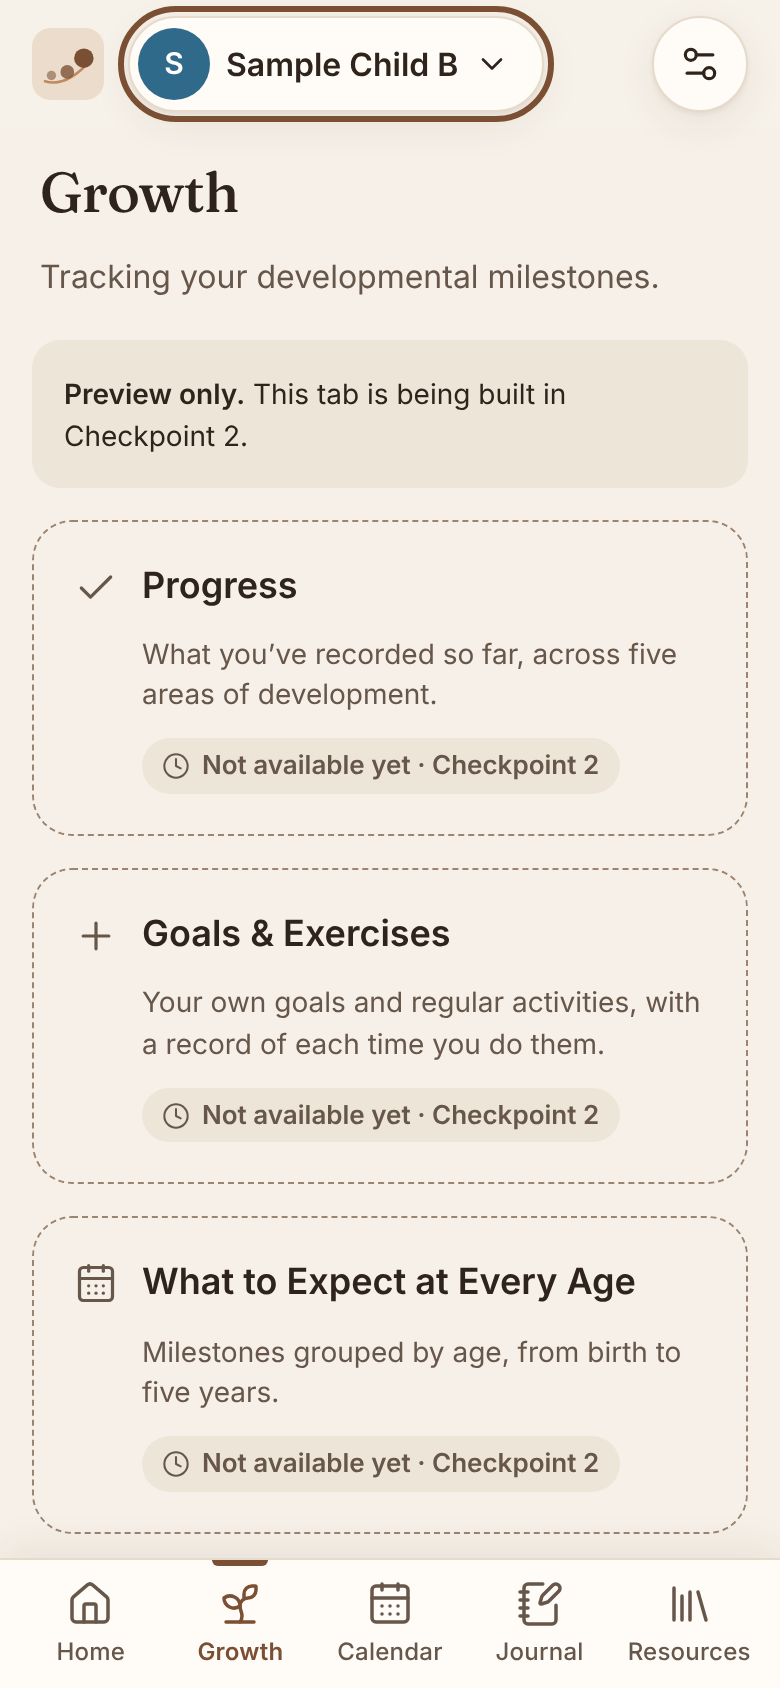 S Sample Child B
Growth
Tracking your developmental milestones.
Preview only. This tab is being built in
Checkpoint 2.
Progress
What you’ve recorded so far, across five
areas of development.
Not available yet · Checkpoint 2
Goals & Exercises
Your own goals and regular activities, with
a record of each time you do them.
Not available yet · Checkpoint 2
What to Expect at Every Age
Milestones grouped by age, from birth to
five years.
Not available yet · Checkpoint 2
Home Growth Calendar Journal Resources